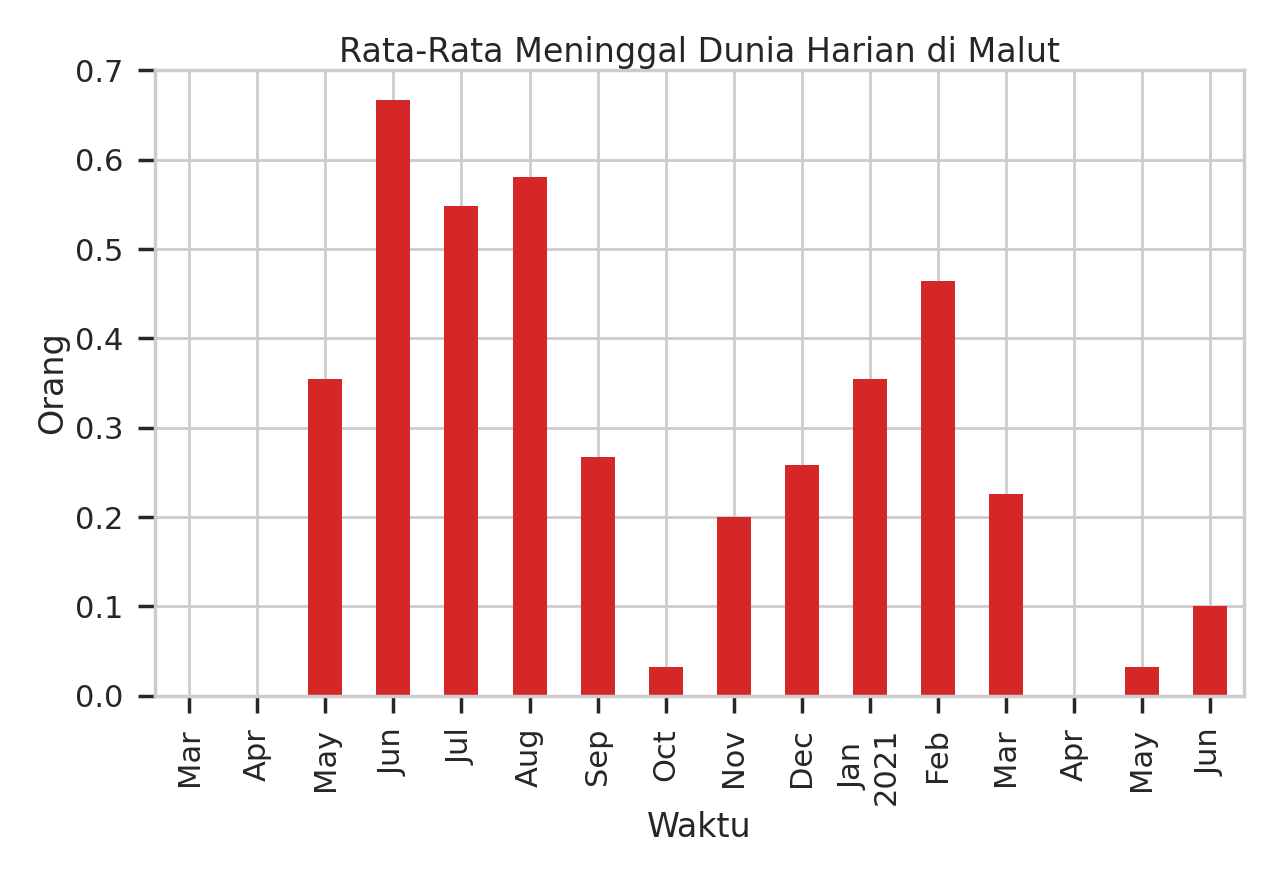 Rata-Rata Meninggal Dunia Harian di Malut
0.7
0.6
0.5
0.4
0.3
0.2
0.1
0.0
Orang
Mar
Apr
May
Jun
Jul
Aug
Sep
Oct
Nov
Dec
Jan
2021
Feb
Mar
Apr
May
Jun
Waktu